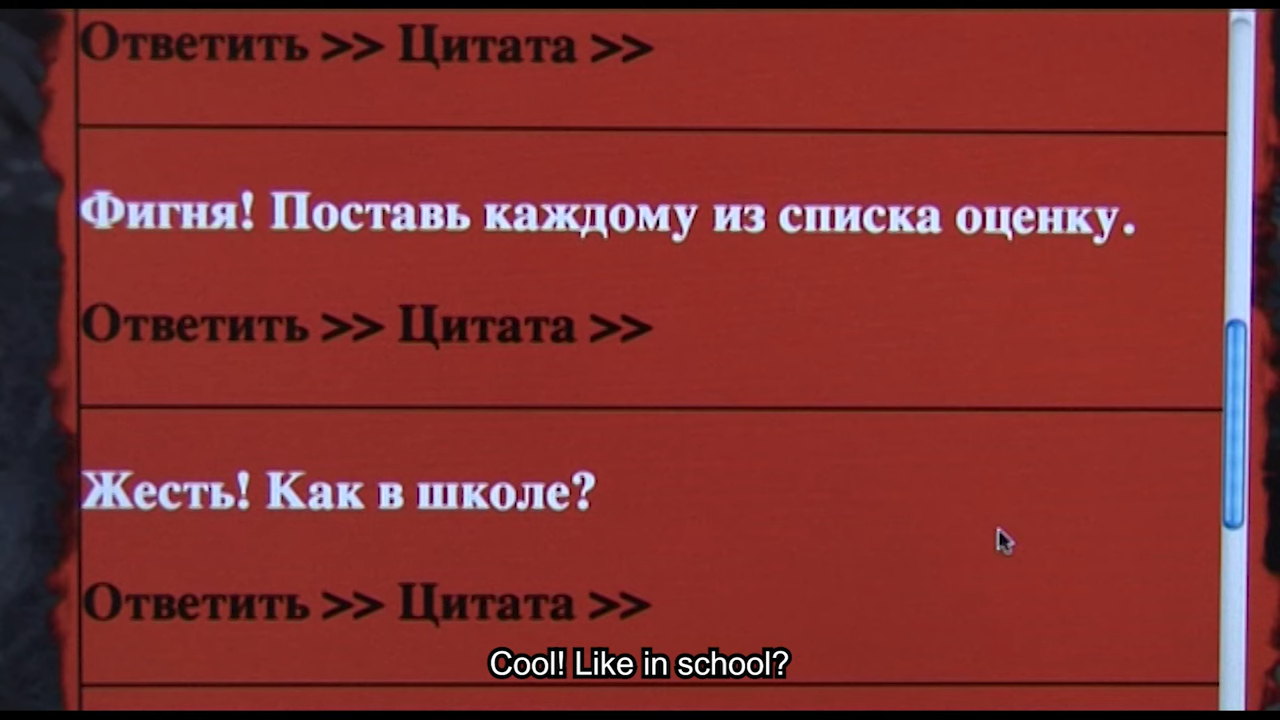 Ответить >> Цитата >>
Фигня! Поставь каждому из списка оценку.
Ответить >> Цитата >>
Жесть! Как в школе?
Ответить >> Цитата >>
Cool! Like in school?